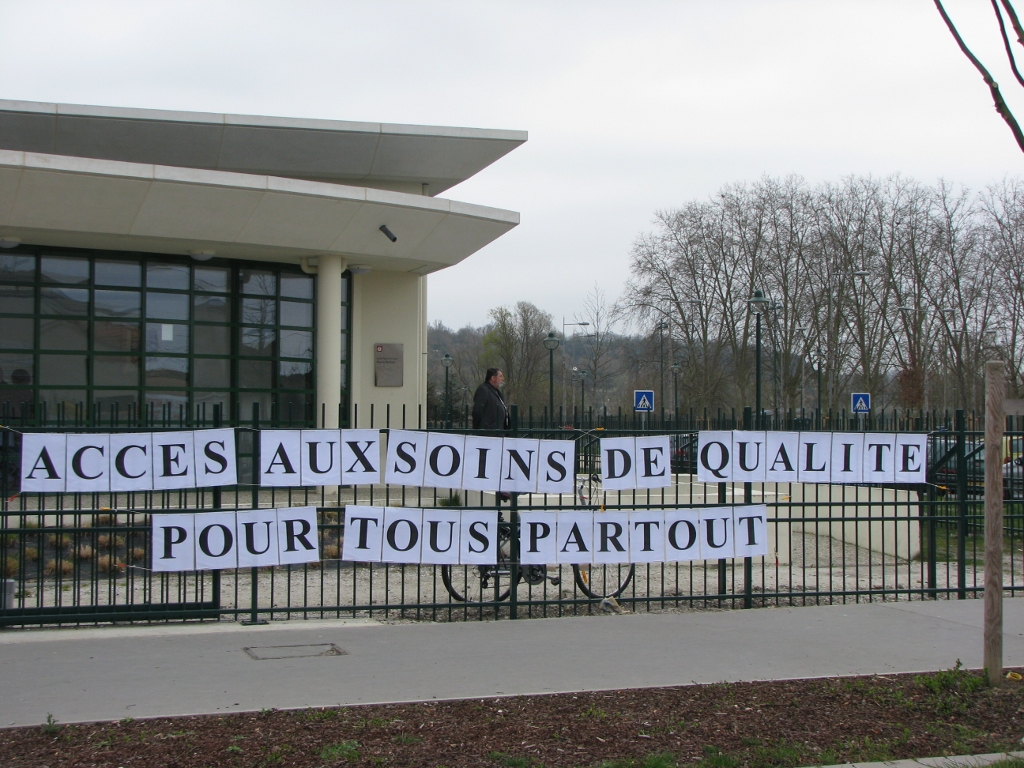 ACCES AUX SOINS DE QUALITE
POUR TOUS PARTOUT